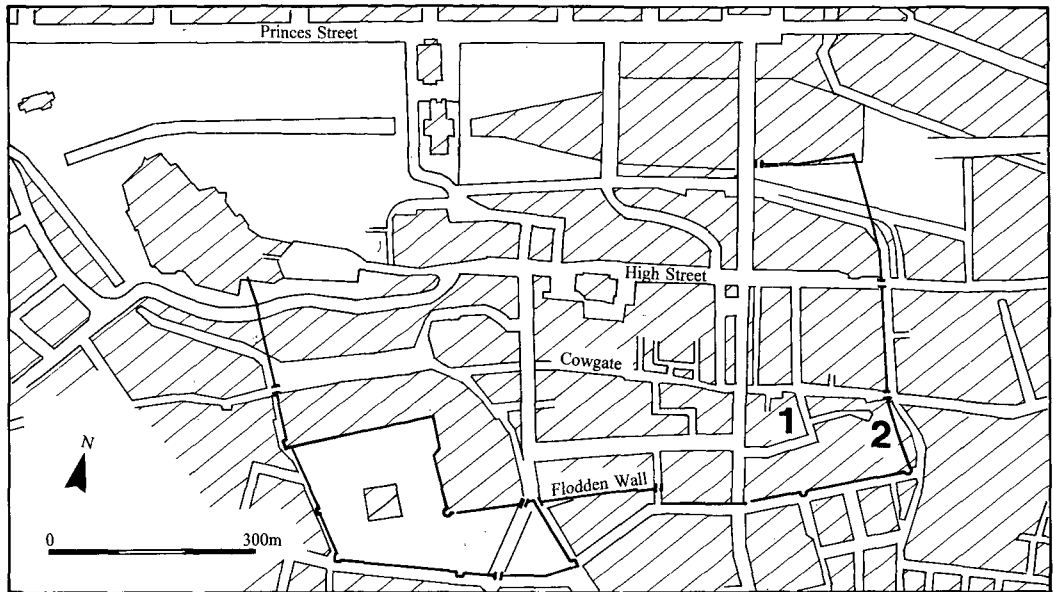 Princes Street
High Street
Cowgate
1
2
N
Flodden Wall
0 300m